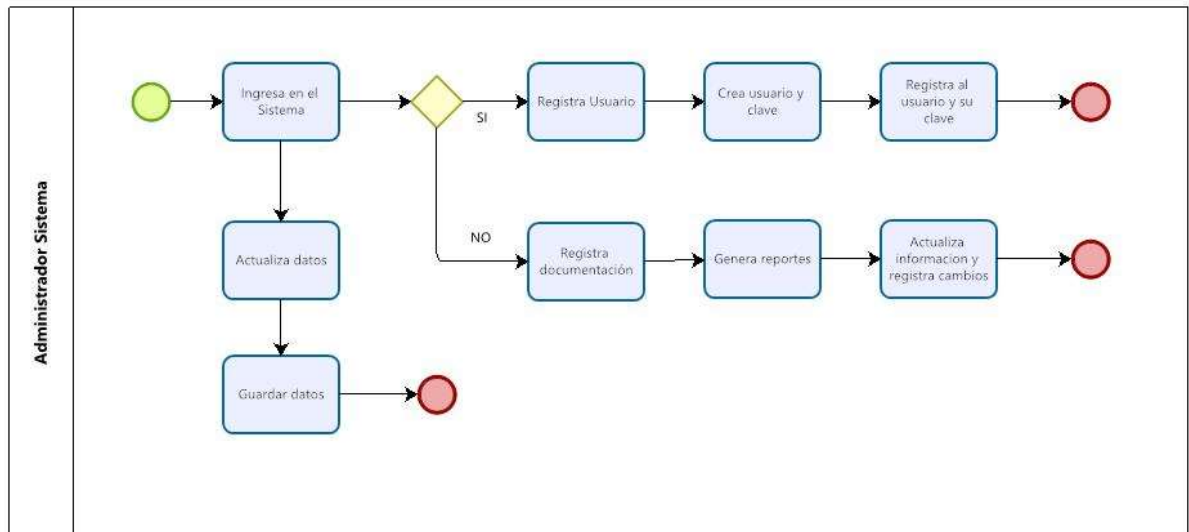 Administrador Sistema
Ingresa en el
Sistema
SI
Registra Usuario
Crea usuario y
clave
Registra al
usuario y su
clave
Actualiza datos
NO
Registra
documentación
Genera reportes
Actualiza
informacion y
registra cambios
Guardar datos